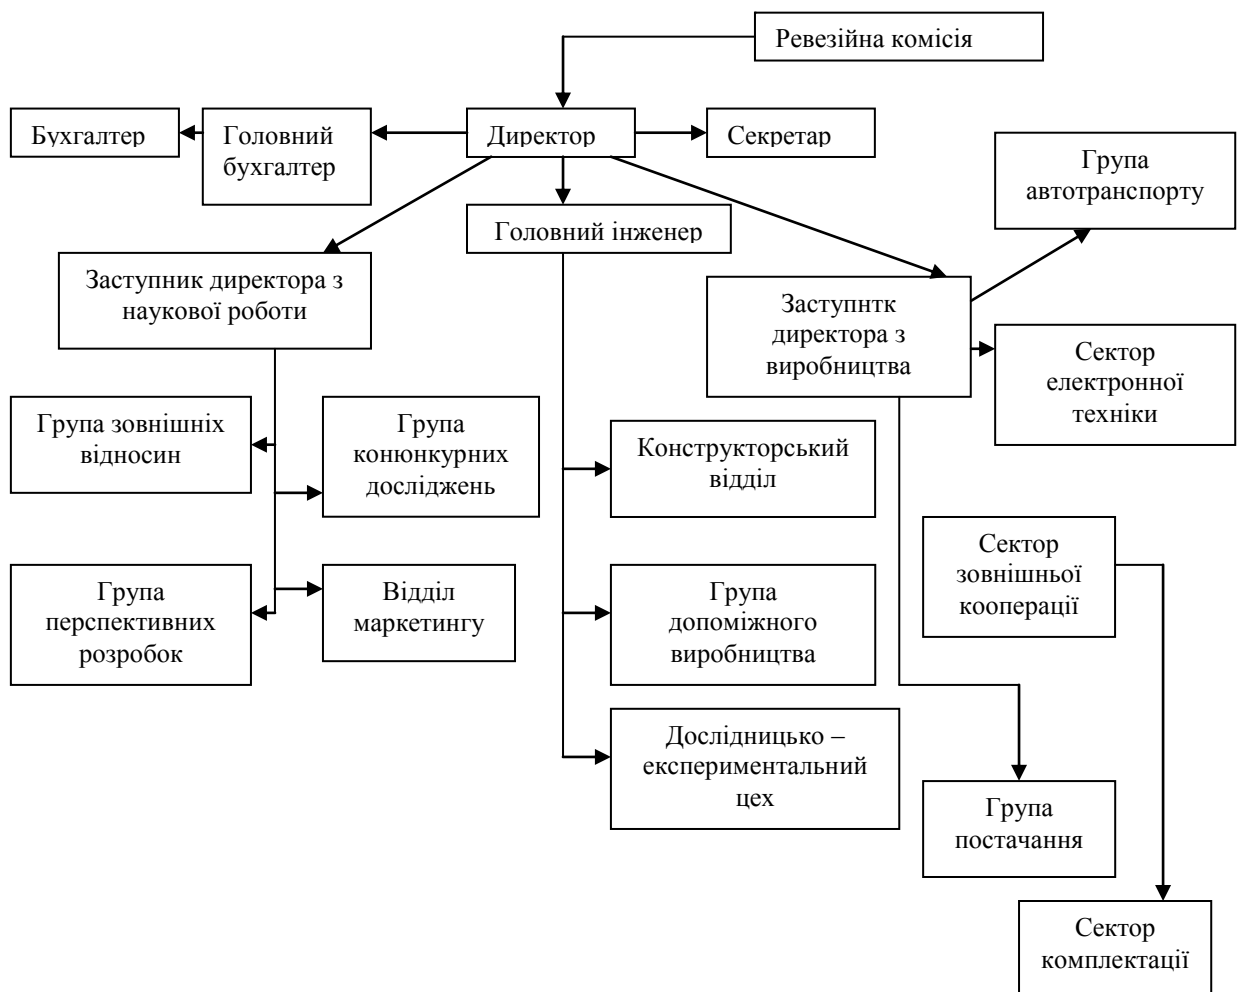 Ревезійна комісія
Бухгалтер
Головний
бухгалтер
Директор
Секретар
Група
автотранспорту
Головний інженер
Заступник директора з
наукової роботи
Заступнтк
директора з
виробництва
Сектор
електронної
техніки
Група зовнішніх
відносин
Група
конюнкурних
досліджень
Конструкторський
відділ
Сектор
зовнішньої
кооперації
Група
перспективних
розробок
Відділ
маркетингу
Група
допоміжного
виробництва
Дослідницько –
експериментальний
цех
Група
постачання
Сектор
комплектації